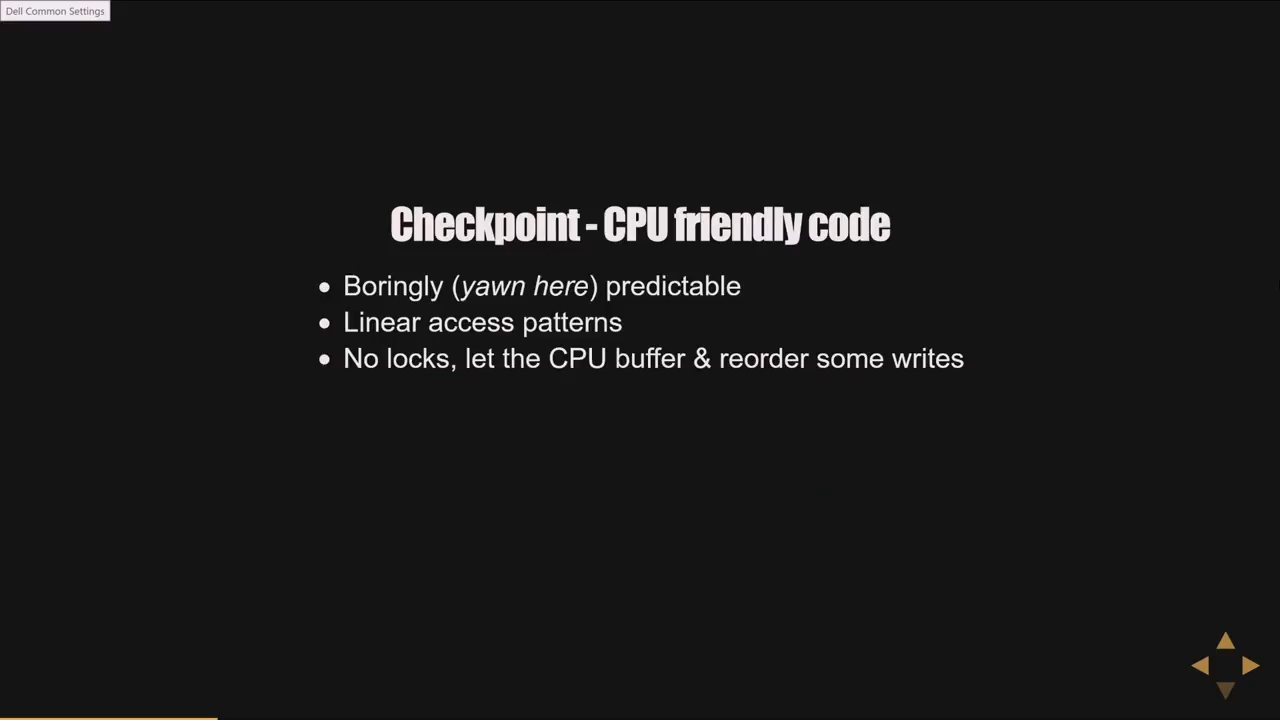 Dell Common Settings
Checkpoint - CPU friendly code
Boringly (yawn here) predictable
Linear access patterns
No locks, let the CPU buffer & reorder some writes